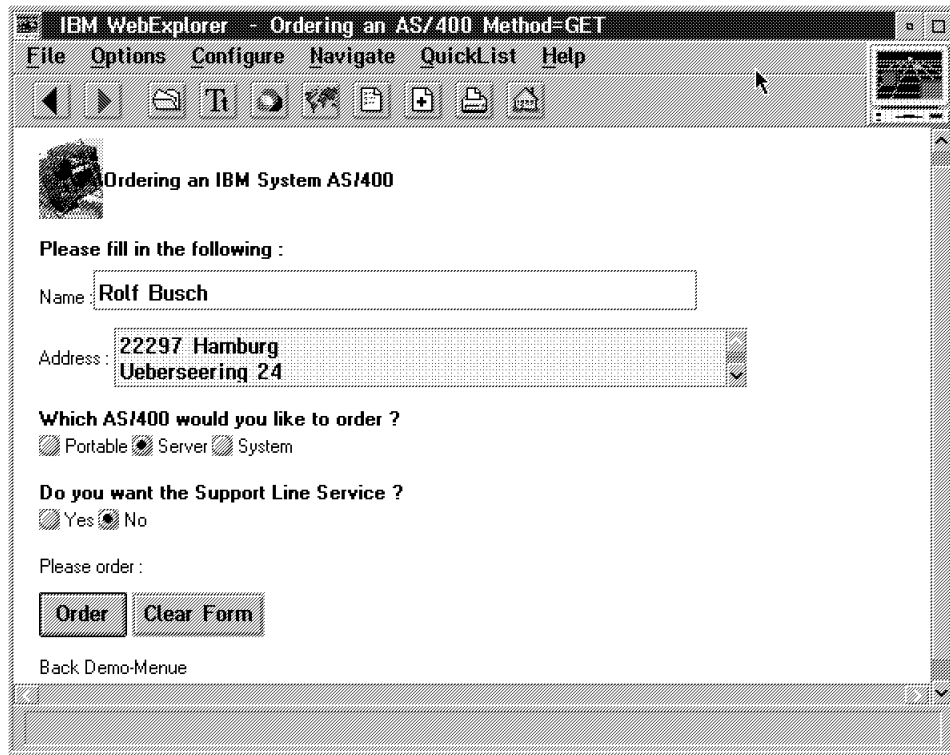 IBM WebExplorer - Ordering an AS/400 Method=GET
File Options Configure Navigate QuickList Help
Tt
Ordering an IBM System AS/400
Please fill in the following :
Name : Rolf Busch
Address : 22297 Hamburg
Ueberseering 24
Which AS/400 would you like to order ?
Portable Server System
Do you want the Support Line Service ?
Yes No
Please order :
Order Clear Form
Back Demo-Menue